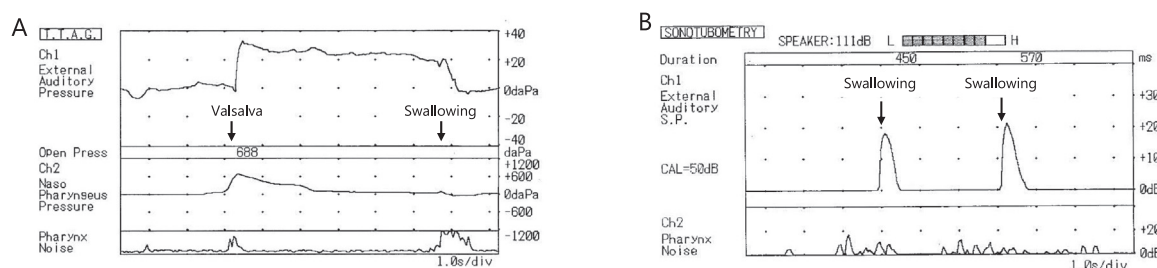 A
T.T.A.G.
Ch1
External
Auditory
Pressure
+40
+20
0daPa
-20
-40
Valsalva
Swallowing
Open Press
688
daPa
Ch2
Naso
Pharyngeus
Pressure
+1200
+600
0daPa
-600
-1200
Pharynx
Noise
1.0s/div
B
SONOTUBOMETRY
SPEAKER:111dB L H
Duration
450
570
ms
Ch1
External
Auditory
S.P.
CAL=50dB
Swallowing
Swallowing
+30
+20
+10
0dB
Ch2
Pharynx
Noise
+20
0dB
1.0s/div